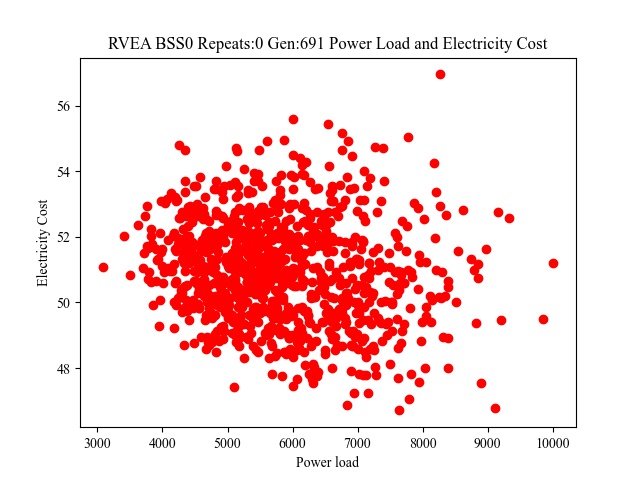 RVEA BSS0 Repeats:0 Gen:691 Power Load and Electricity Cost
Electricity Cost
56
54
52
50
48
3000 4000 5000 6000 7000 8000 9000 10000
Power load